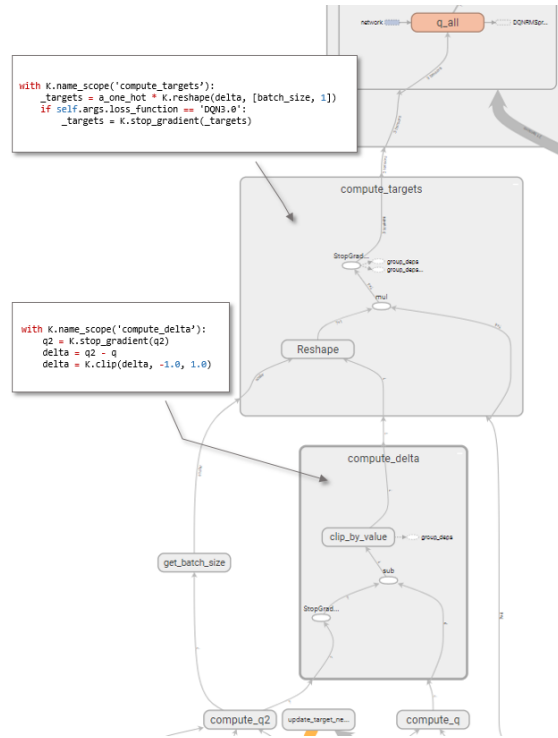 network
q_all
DQNRMSpr...
with K.name_scope('compute_targets'):
_targets = a_one_hot * K.reshape(delta, [batch_size, 1])
if self.args.loss_function == 'DQN3.0':
_targets = K.stop_gradient(_targets)
compute_targets
StopGrad...
group_deps
group_deps...
mul
Reshape
with K.name_scope('compute_delta'):
q2 = K.stop_gradient(q2)
delta = q2 - q
delta = K.clip(delta, -1.0, 1.0)
compute_delta
clip_by_value
group_deps
get_batch_size
sub
StopGrad...
compute_q2
update_target_ne...
compute_q